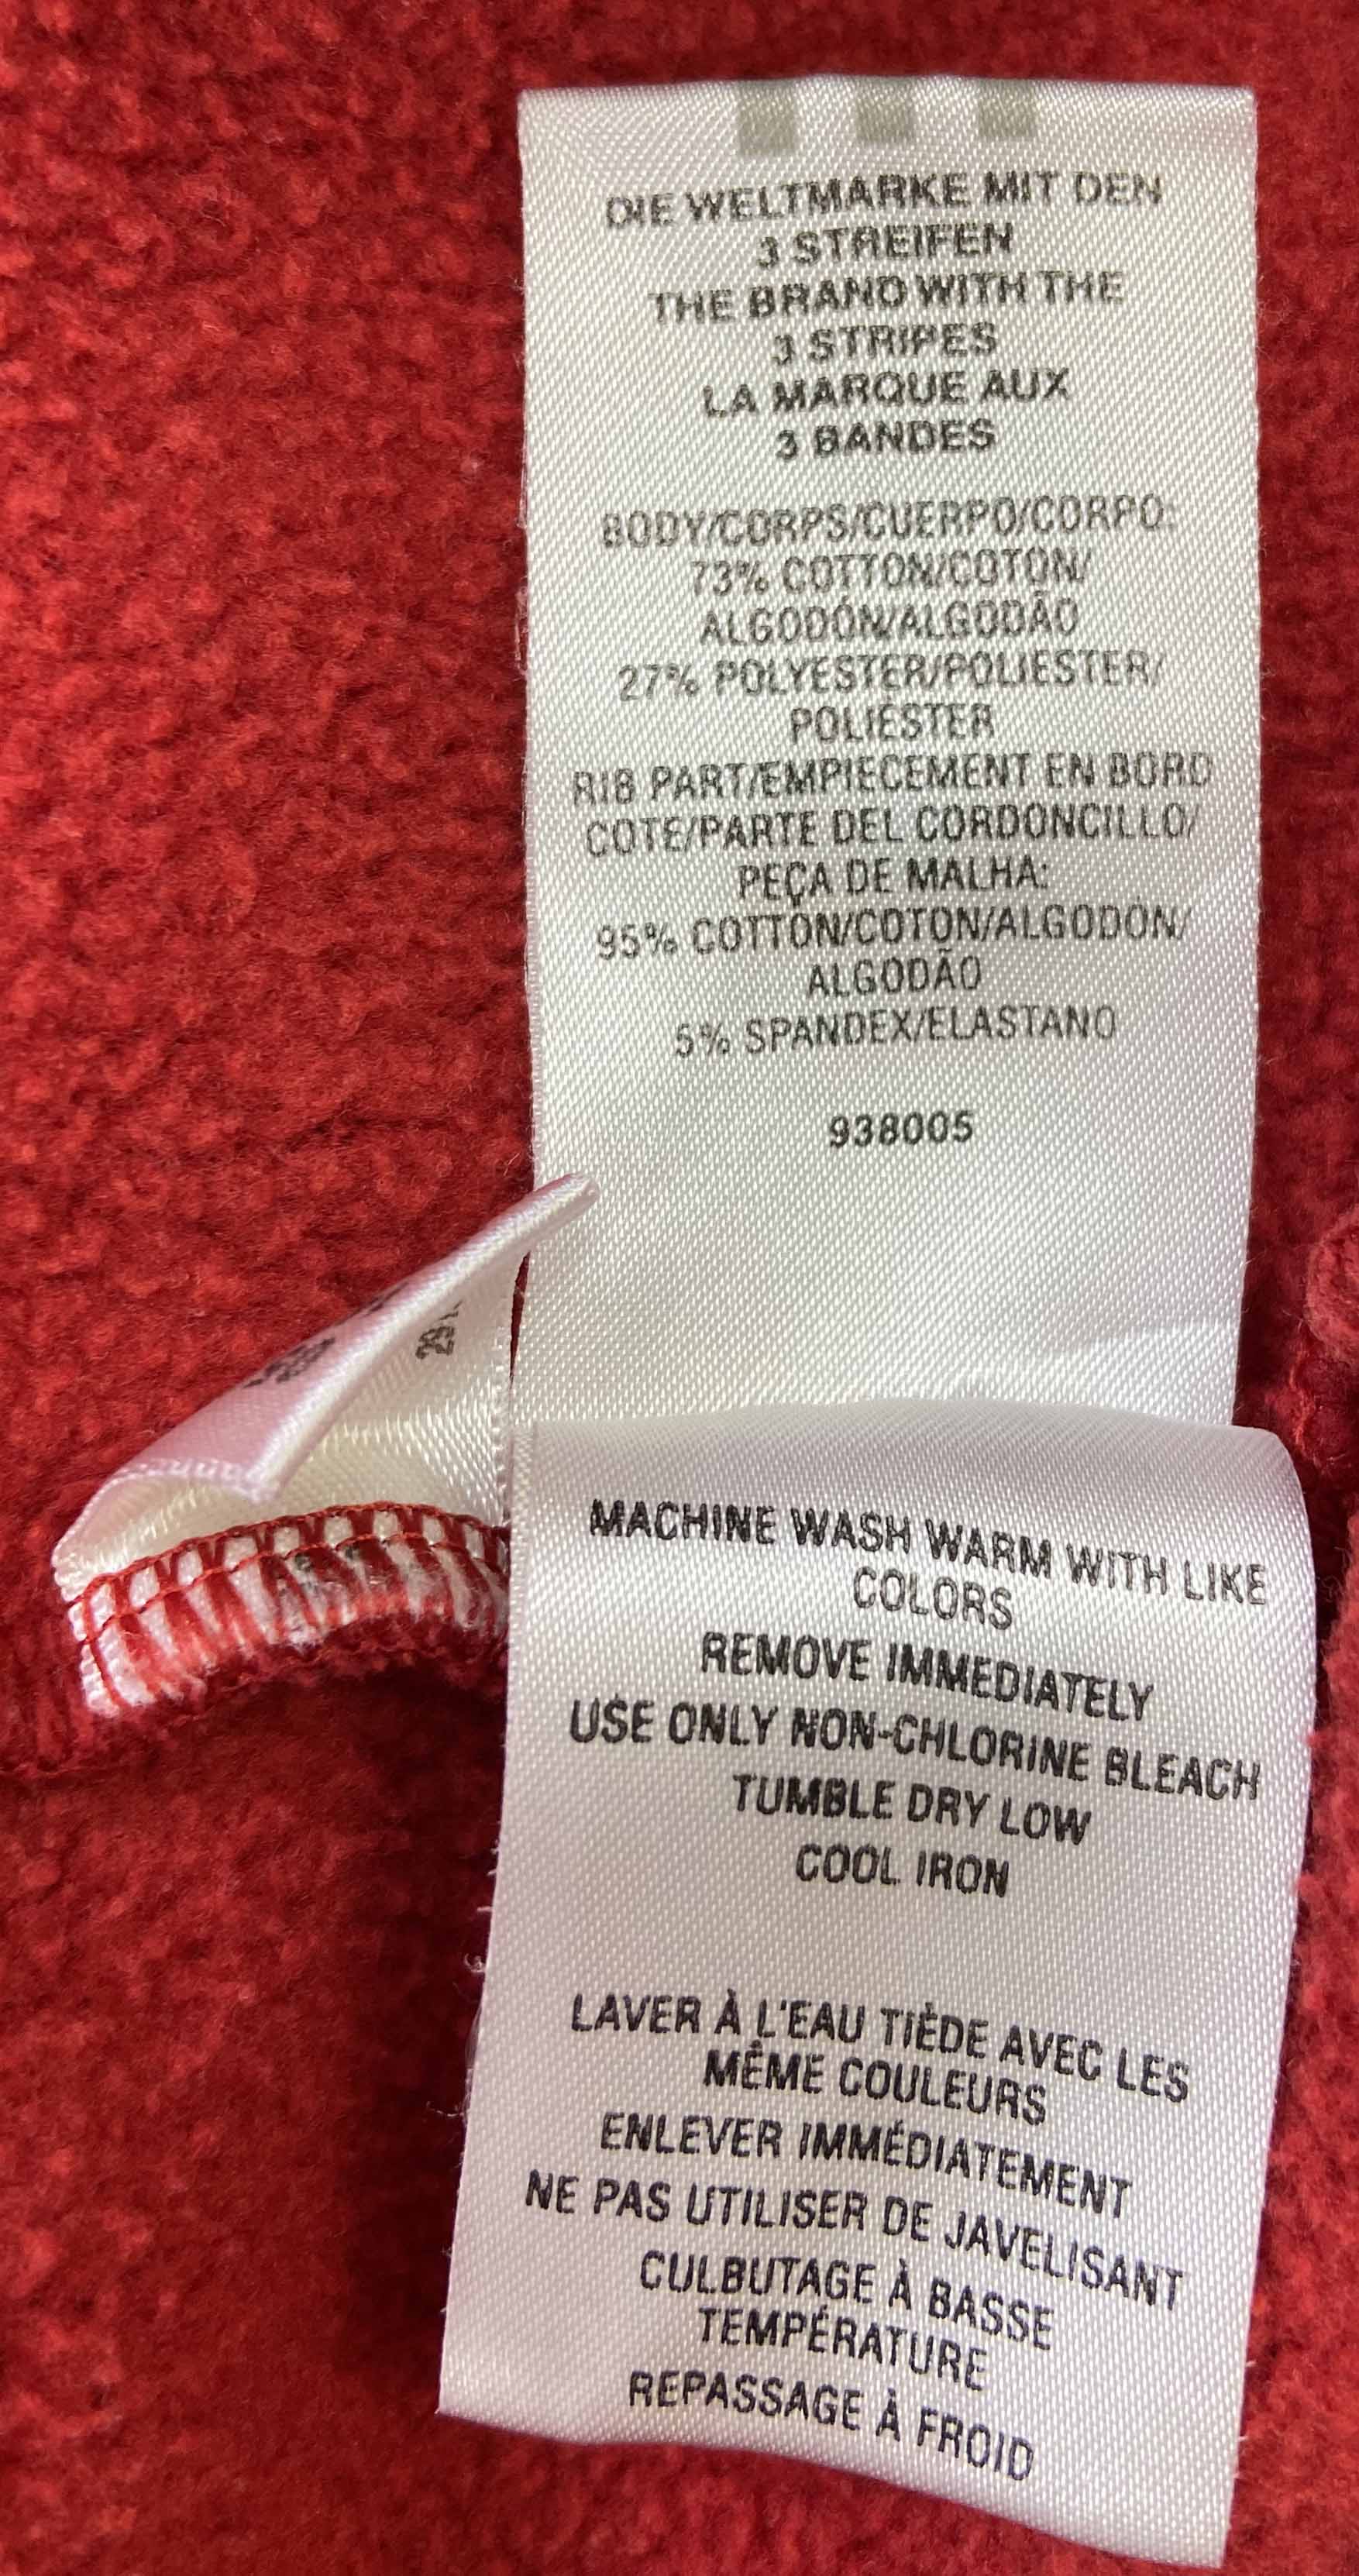 DIE WELTMARKE MIT DEN
3 STREIFEN
THE BRAND WITH THE
3 STRIPES
LA MARQUE AUX
3 BANDES
BODY/CORPS/CUERPO/CORPO:
73% COTTON/COTON/
ALGODÓN/ALGODÃO
27% POLYESTER/POLIESTER/
POLIÉSTER
RIB PART/EMPIECEMENT EN BORD
COTE/PARTE DEL CORDONCILLO/
PEÇA DE MALHA:
95% COTTON/COTON/ALGODON/
ALGODÃO
5% SPANDEX/ELASTANO
938005
MACHINE WASH WARM WITH LIKE
COLORS
REMOVE IMMEDIATELY
USE ONLY NON-CHLORINE BLEACH
TUMBLE DRY LOW
COOL IRON
LAVER À L'EAU TIÈDE AVEC LES
MÊME COULEURS
ENLEVER IMMÉDIATEMENT
NE PAS UTILISER DE JAVELISANT
CULBUTAGE À BASSE
TEMPÉRATURE
REPASSAGE À FROID